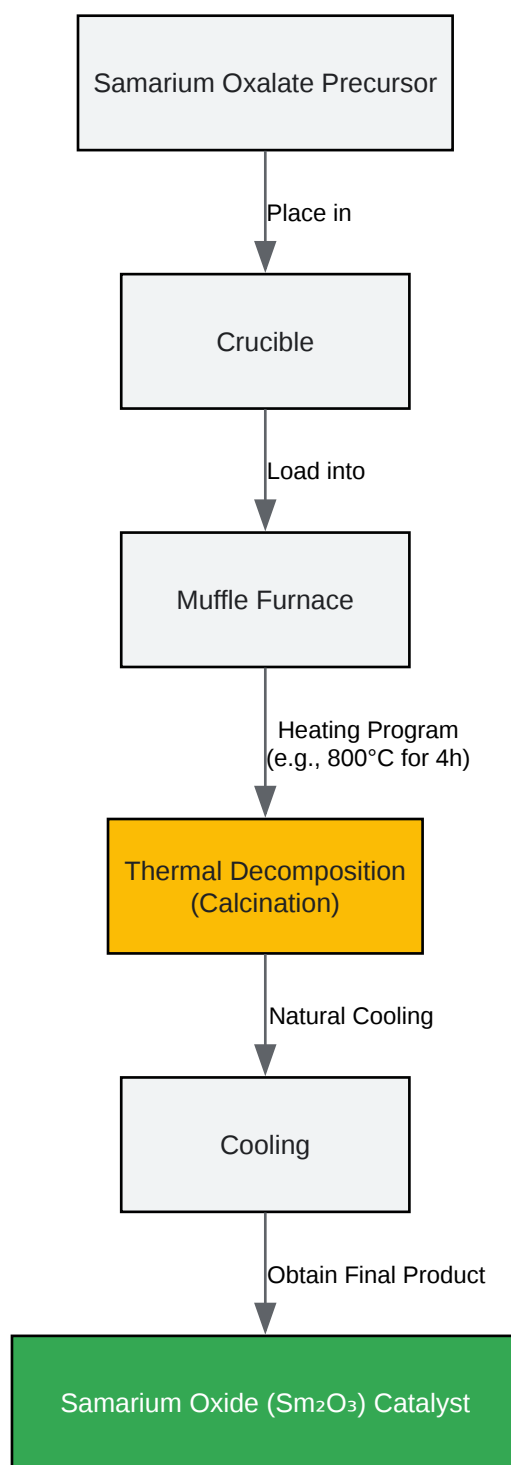 Samarium Oxalate Precursor
Place in
Crucible
Load into
Muffle Furnace
Heating Program
(e.g., 800°C for 4h)
Thermal Decomposition
(Calcination)
Natural Cooling
Cooling
Obtain Final Product
Samarium Oxide (Sm₂O₃) Catalyst